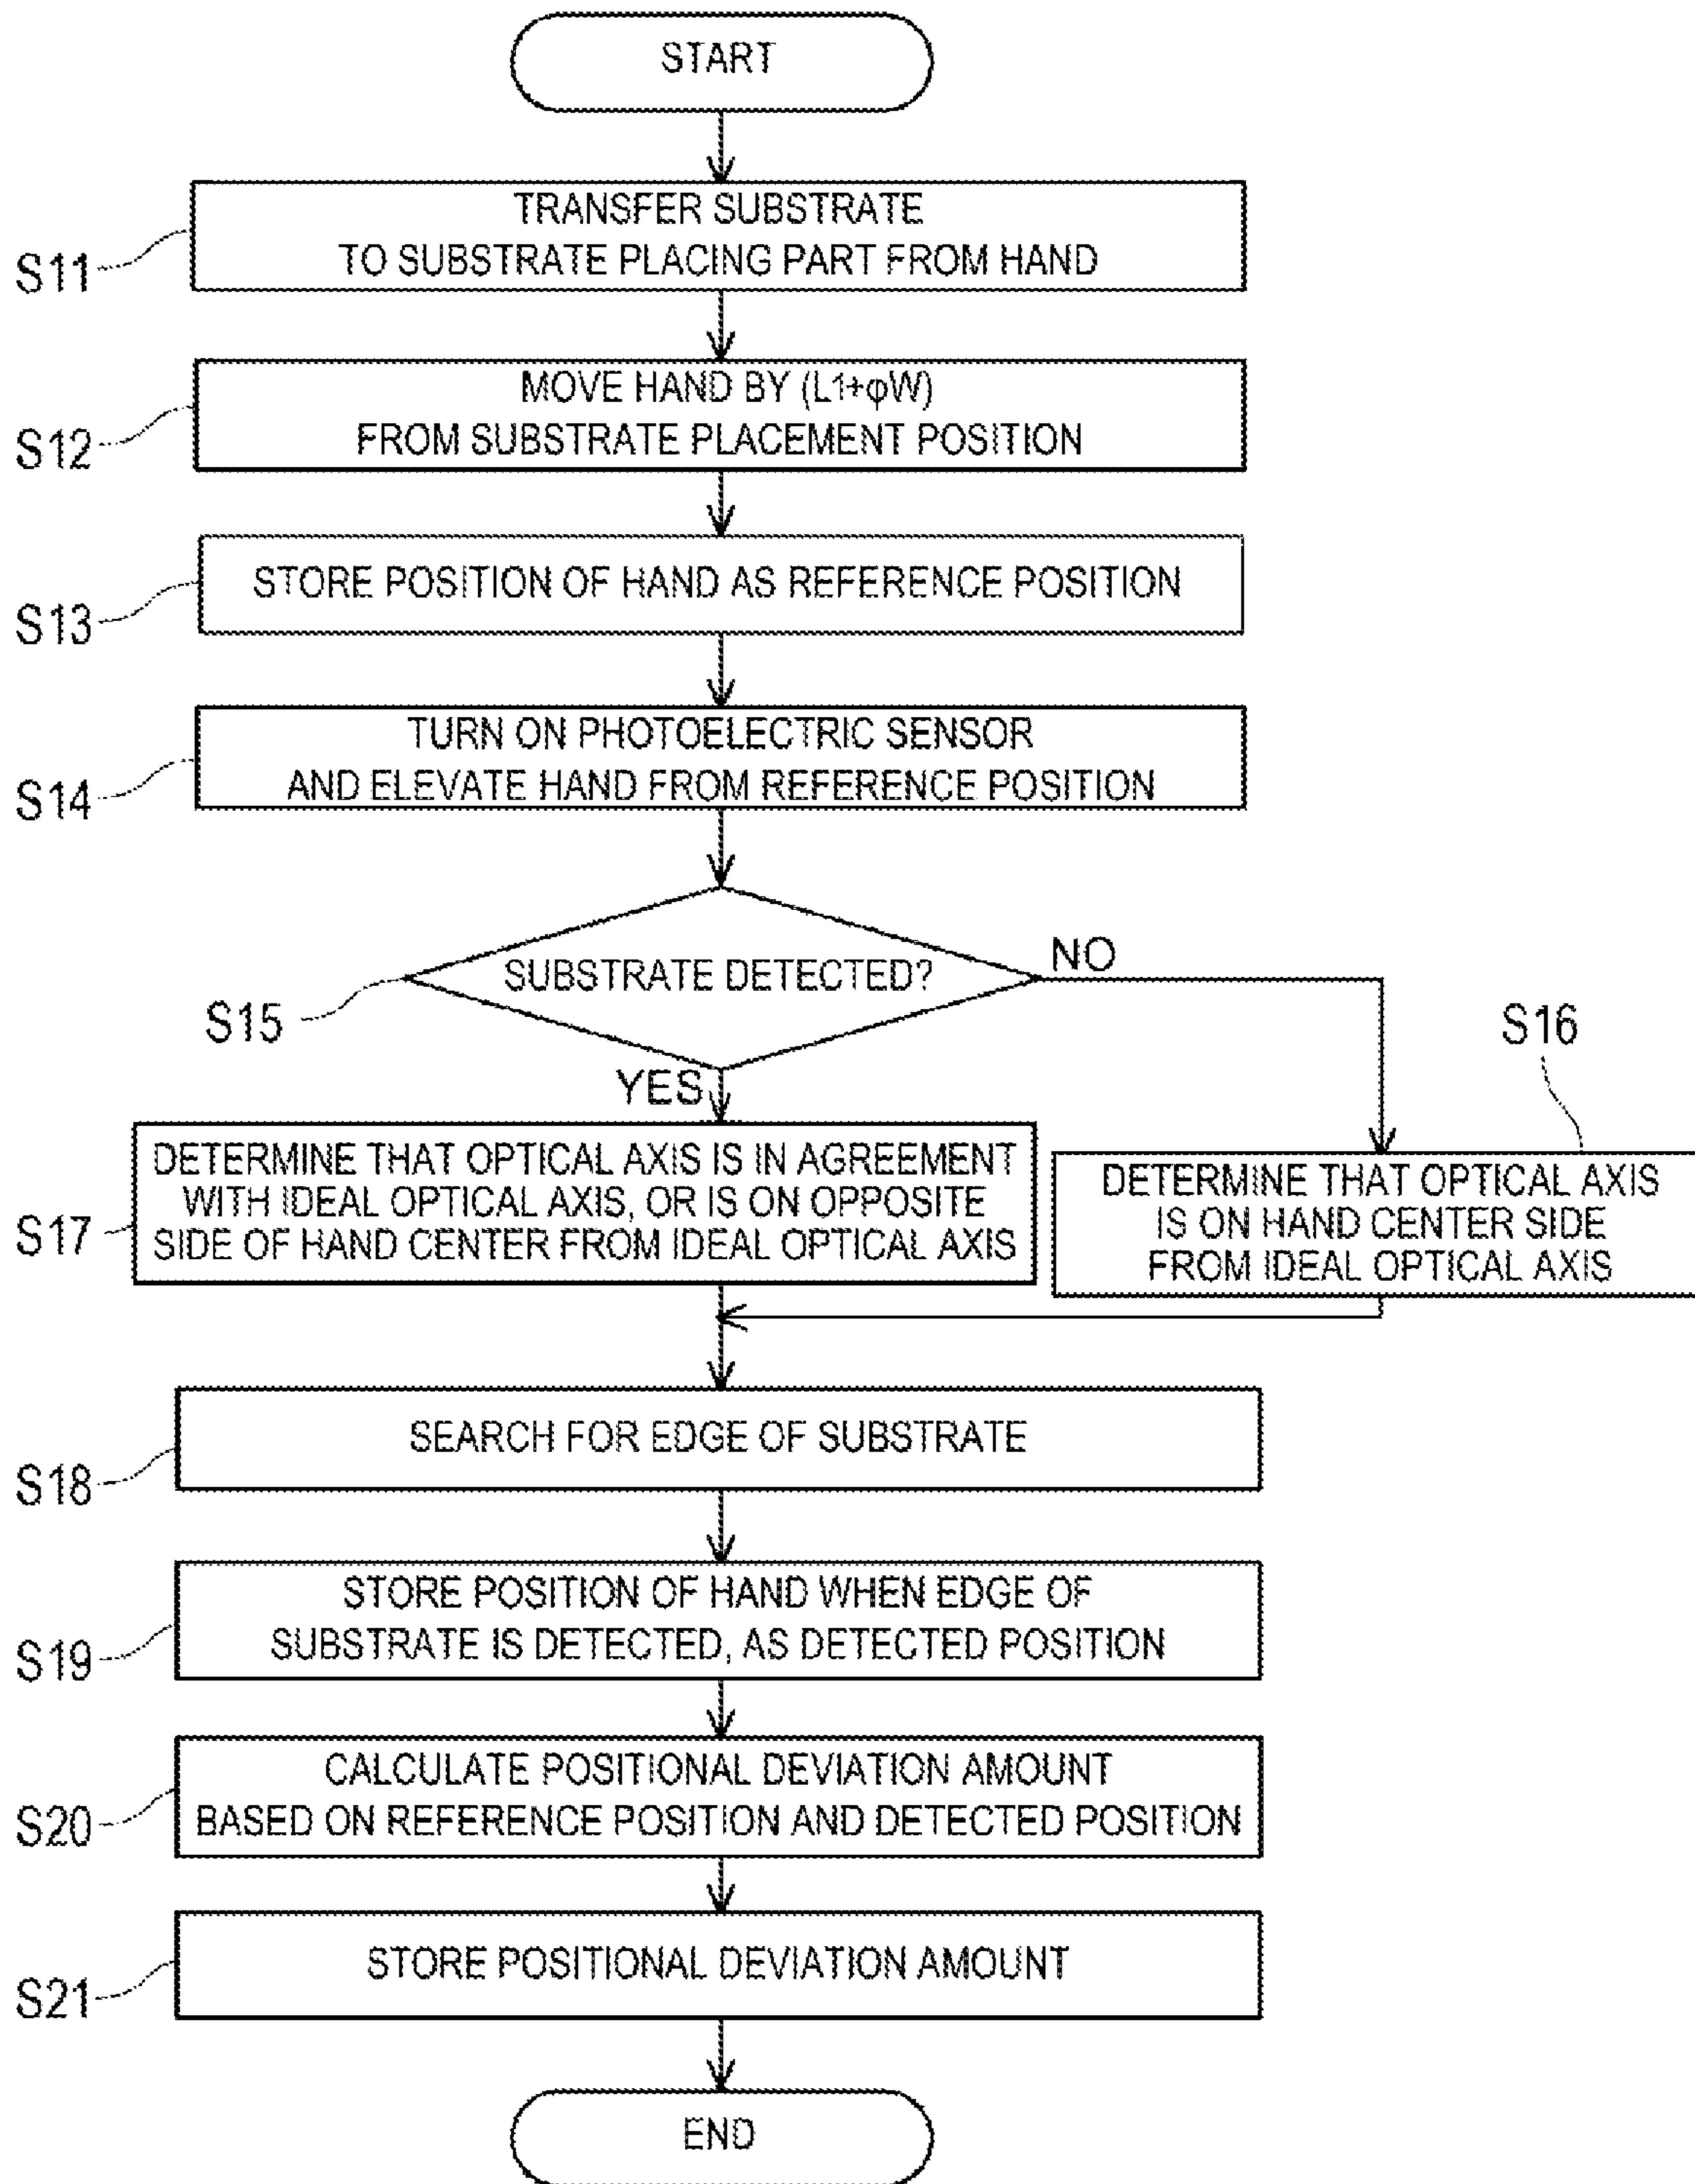 START
TRANSFER SUBSTRATE
TO SUBSTRATE PLACING PART FROM HAND
S11
MOVE HAND BY (L1+φW)
FROM SUBSTRATE PLACEMENT POSITION
S12
STORE POSITION OF HAND AS REFERENCE POSITION
S13
TURN ON PHOTOELECTRIC SENSOR
AND ELEVATE HAND FROM REFERENCE POSITION
S14
SUBSTRATE DETECTED?
NO
S15
S16
YES
DETERMINE THAT OPTICAL AXIS IS IN AGREEMENT
WITH IDEAL OPTICAL AXIS, OR IS ON OPPOSITE
SIDE OF HAND CENTER FROM IDEAL OPTICAL AXIS
S17
DETERMINE THAT OPTICAL AXIS
IS ON HAND CENTER SIDE
FROM IDEAL OPTICAL AXIS
SEARCH FOR EDGE OF SUBSTRATE
S18
STORE POSITION OF HAND WHEN EDGE OF
SUBSTRATE IS DETECTED, AS DETECTED POSITION
S19
CALCULATE POSITIONAL DEVIATION AMOUNT
BASED ON REFERENCE POSITION AND DETECTED POSITION
S20
STORE POSITIONAL DEVIATION AMOUNT
S21
END